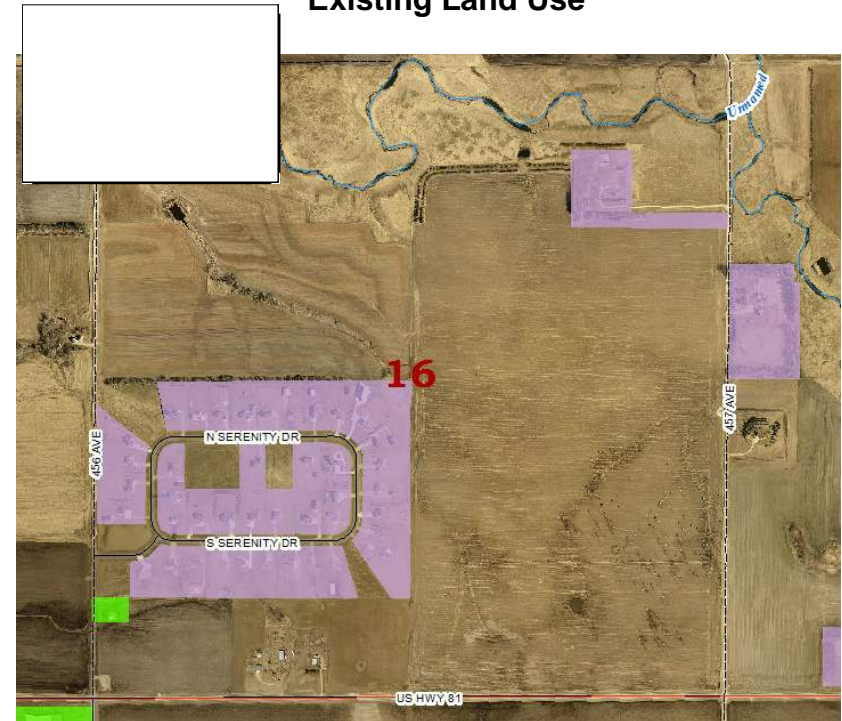 Existing Land Use
Unnamed
16
456 AVE
N SERENITY DR
457 AVE
S SERENITY DR
US HWY 81